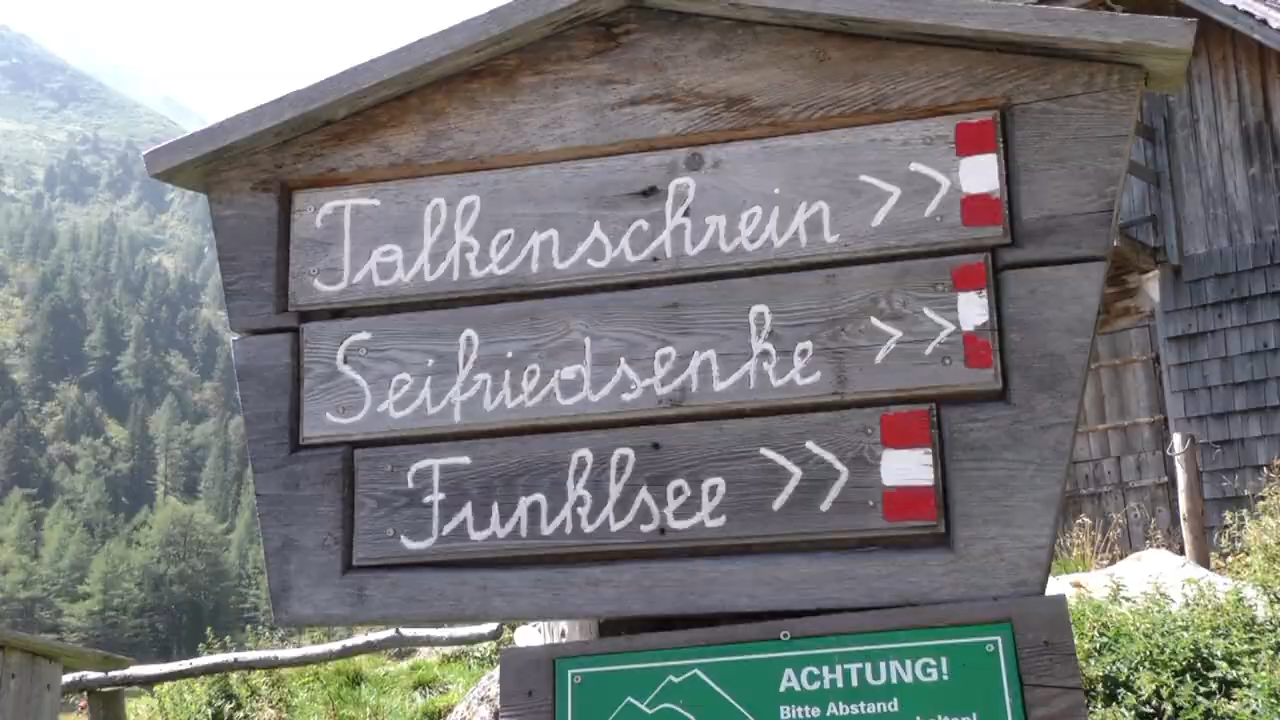 Talkenschrein >>
Seifriedsenke >>
Funklsee >>
ACHTUNG!
Bitte Abstand